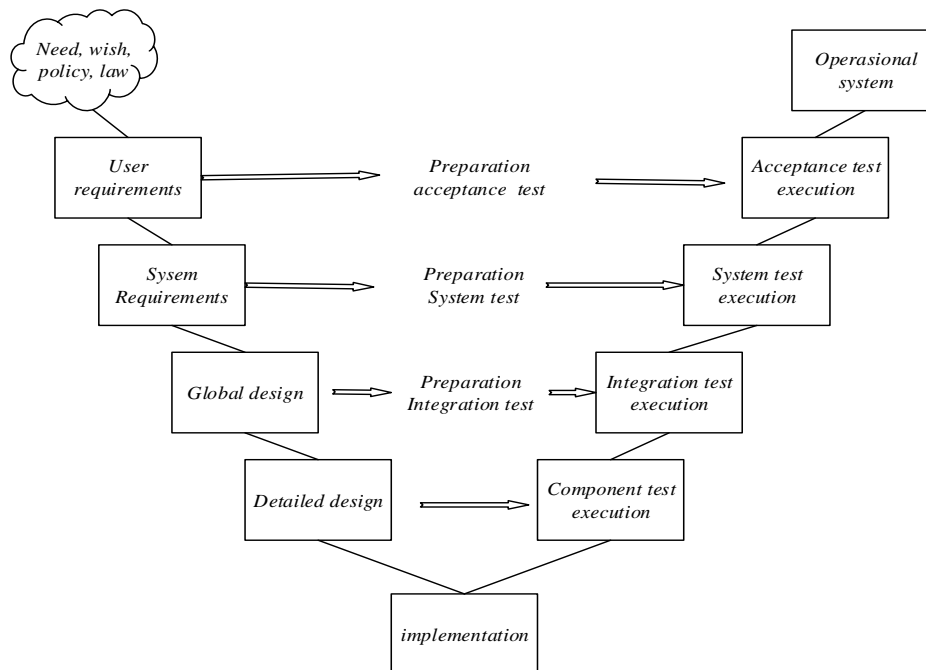 Need, wish,
policy, law
Operasional
system
User
requirements
Preparation
acceptance test
Acceptance test
execution
Sysem
Requirements
Preparation
System test
System test
execution
Global design
Preparation
Integration test
Integration test
execution
Detailed design
Component test
execution
implementation